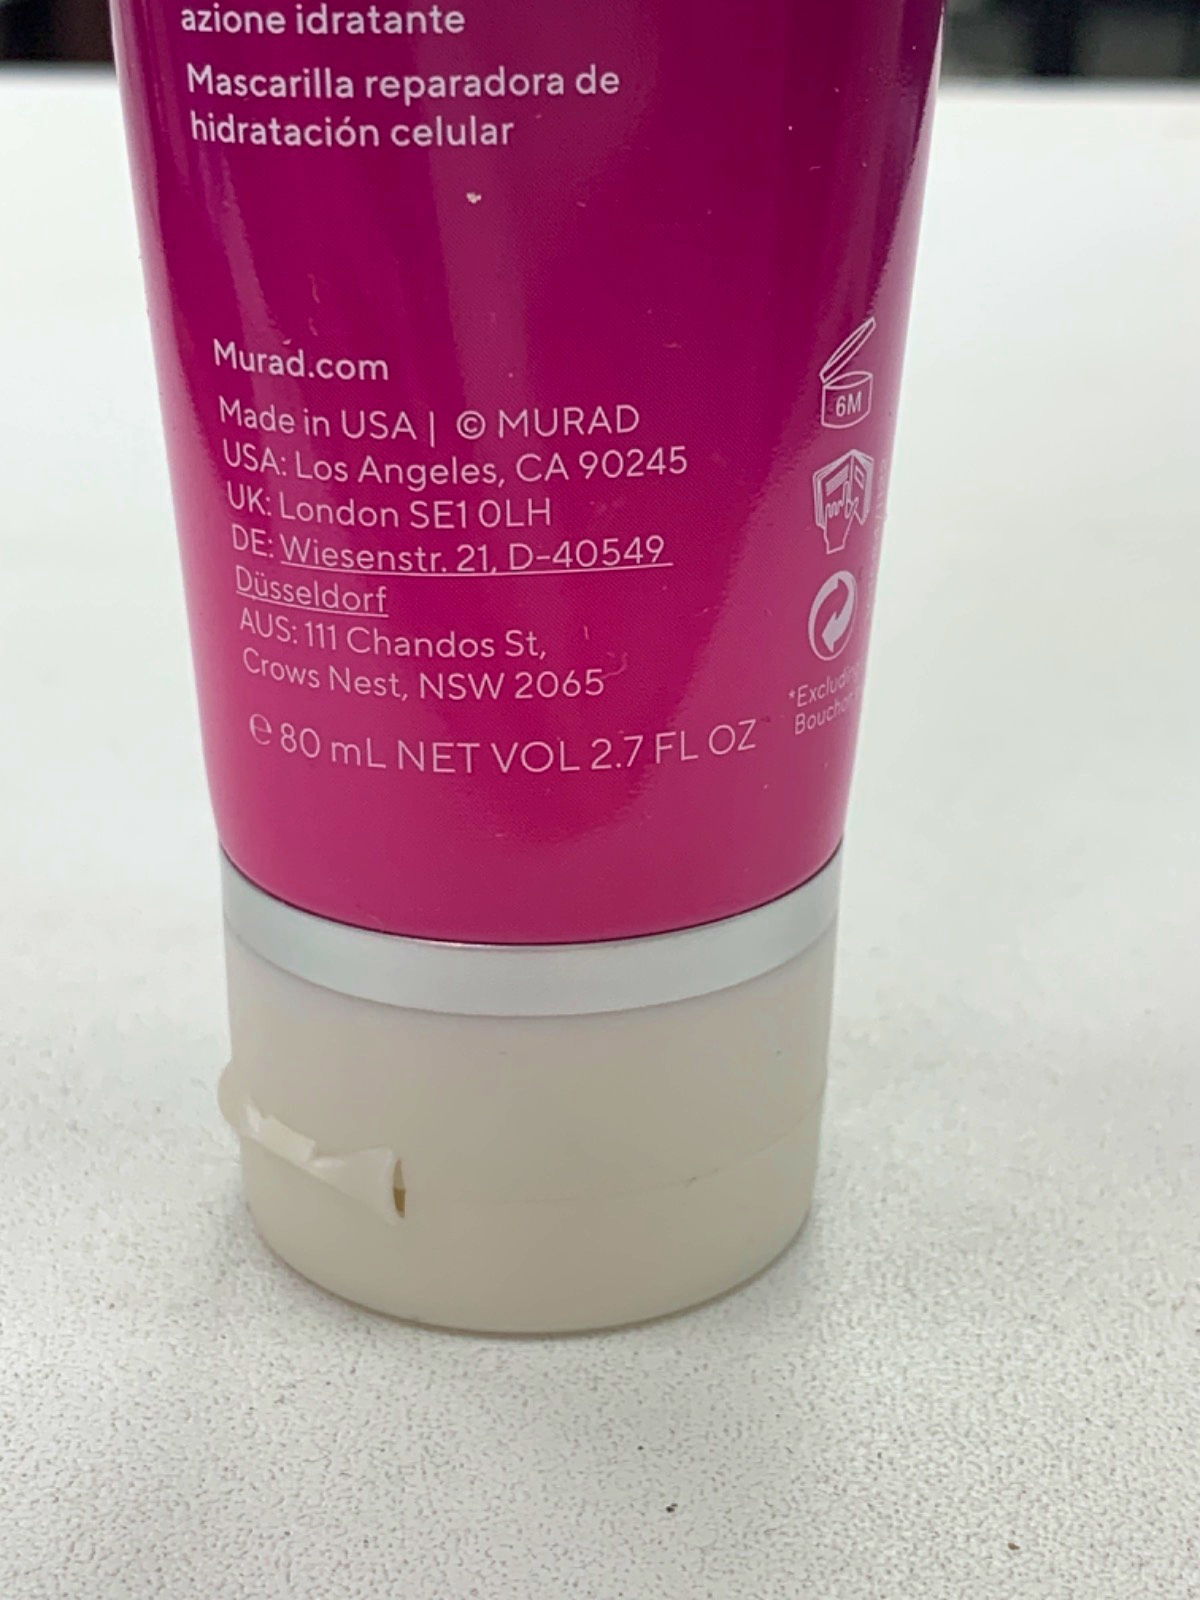 azione idratante
Mascarilla reparadora de
hidratación celular
Murad.com
Made in USA | © MURAD
USA: Los Angeles, CA 90245
UK: London SE1 0LH
DE: Wiesenstr. 21, D-40549
Düsseldorf
AUS: 111 Chandos St,
Crows Nest, NSW 2065
℮ 80 mL NET VOL 2.7 FL OZ
6M
*Excluding